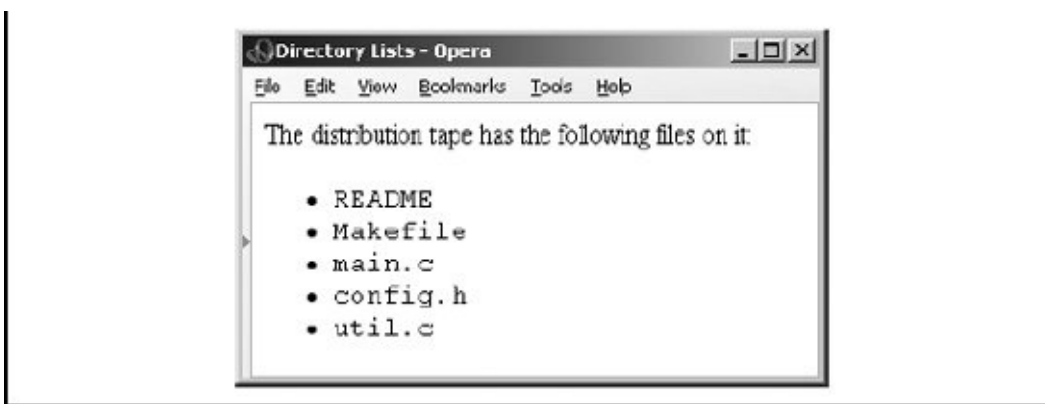 Directory Lists - Opera
File Edit View Bookmarks Tools Help
The distribution tape has the following files on it:
• README
• Makefile
• main.c
• config.h
• util.c